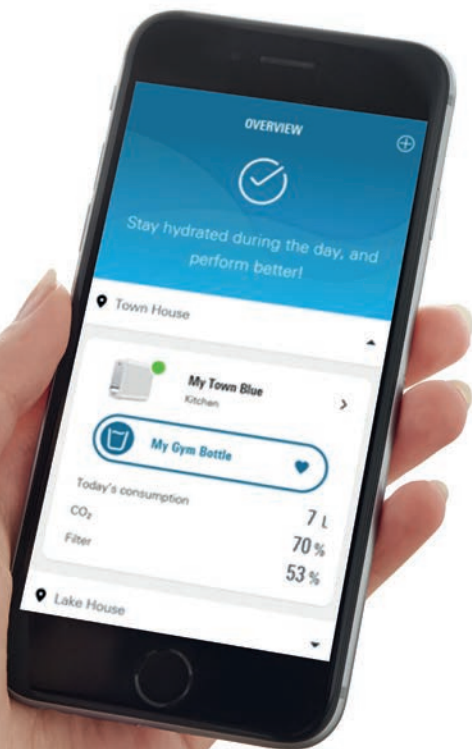 OVERVIEW
Stay hydrated during the day, and
perform better!
Town House
My Town Blue
Kitchen
My Gym Bottle
Today's consumption 7 L
CO₂ 70 %
Filter 53 %
Lake House